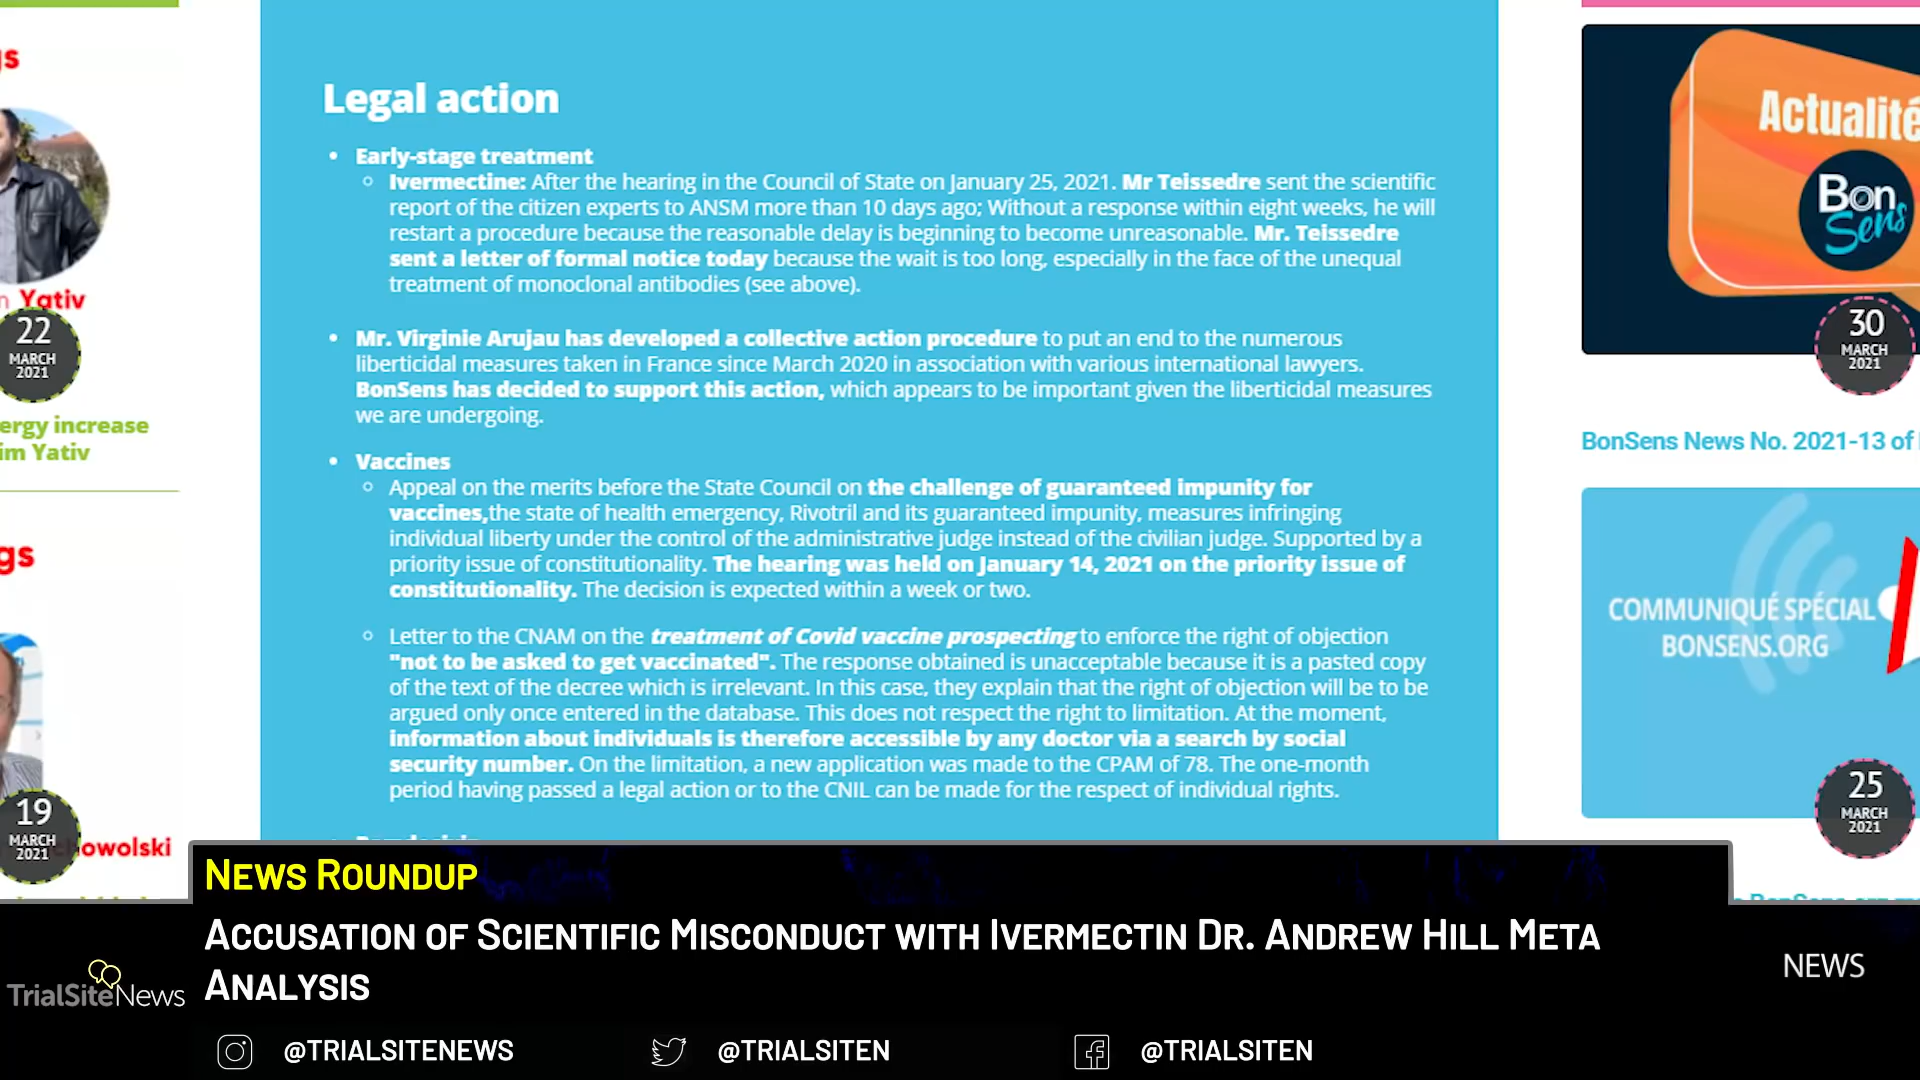 Legal action
Early-stage treatment
Ivermectine: After the hearing in the Council of State on January 25, 2021. Mr Teissedre sent the scientific
report of the citizen experts to ANSM more than 10 days ago; Without a response within eight weeks, he will
restart a procedure because the reasonable delay is beginning to become unreasonable. Mr. Teissedre
sent a letter of formal notice today because the wait is too long, especially in the face of the unequal
treatment of monoclonal antibodies (see above).
Mr. Virginie Arujau has developed a collective action procedure to put an end to the numerous
liberticidal measures taken in France since March 2020 in association with various international lawyers.
BonSens has decided to support this action, which appears to be important given the liberticidal measures
we are undergoing.
Vaccines
Appeal on the merits before the State Council on the challenge of guaranteed impunity for
vaccines,the state of health emergency, Rivotril and its guaranteed impunity, measures infringing
individual liberty under the control of the administrative judge instead of the civilian judge. Supported by a
priority issue of constitutionality. The hearing was held on January 14, 2021 on the priority issue of
constitutionality. The decision is expected within a week or two.
Letter to the CNAM on the treatment of Covid vaccine prospecting to enforce the right of objection
"not to be asked to get vaccinated". The response obtained is unacceptable because it is a pasted copy
of the text of the decree which is irrelevant. In this case, they explain that the right of objection will be to be
argued only once entered in the database. This does not respect the right to limitation. At the moment,
information about individuals is therefore accessible by any doctor via a search by social
security number. On the limitation, a new application was made to the CPAM of 78. The one-month
period having passed a legal action or to the CNIL can be made for the respect of individual rights.
gs
Yativ
22
MARCH
2021
ergy increase
im Yativ
gs
19
MARCH
2021
owolski
Actualité
Bon
Sens
30
MARCH
2021
BonSens News No. 2021-13 of
COMMUNIQUÉ SPÉCIAL
BONSENS.ORG
25
MARCH
2021
News Roundup
Accusation of Scientific Misconduct with Ivermectin Dr. Andrew Hill Meta
Analysis
TrialSiteNews
NEWS
@TRIALSITENEWS
@TRIALSITEN
@TRIALSITEN